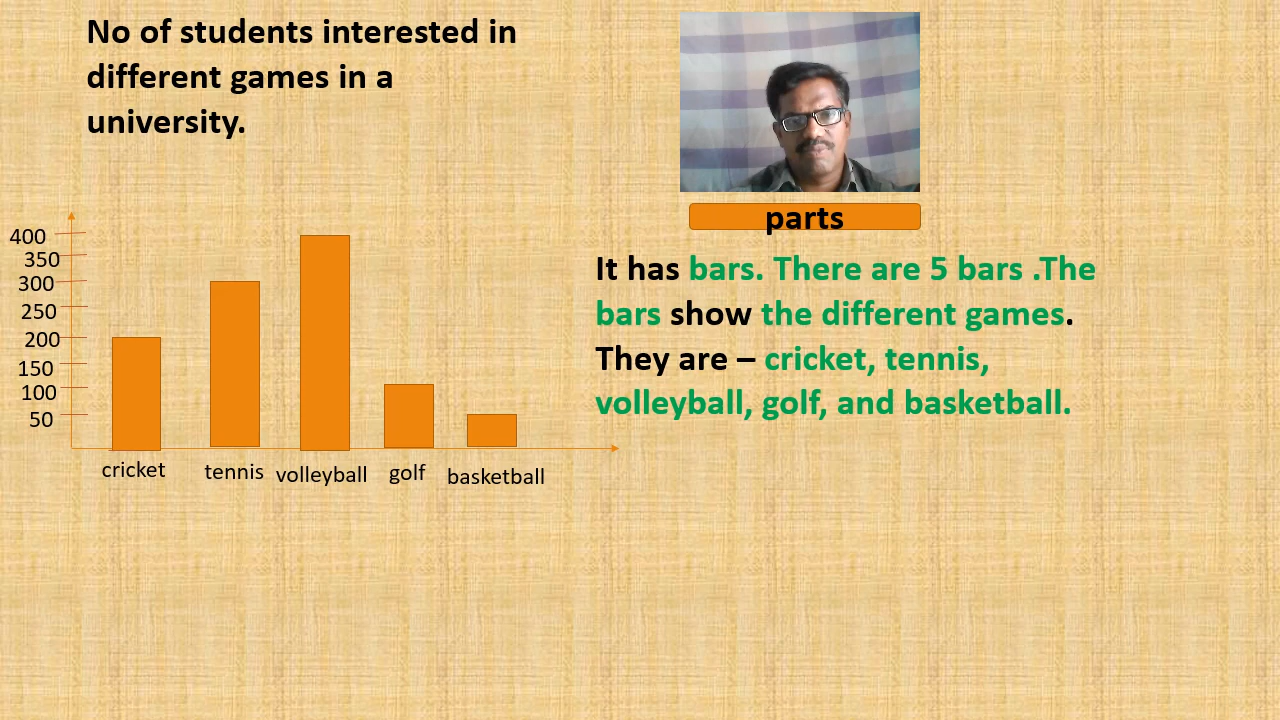 No of students interested in
different games in a
university.
parts
It has bars. There are 5 bars .The
bars show the different games.
They are – cricket, tennis,
volleyball, golf, and basketball.
400
350
300
250
200
150
100
50
cricket
tennis
volleyball
golf
basketball